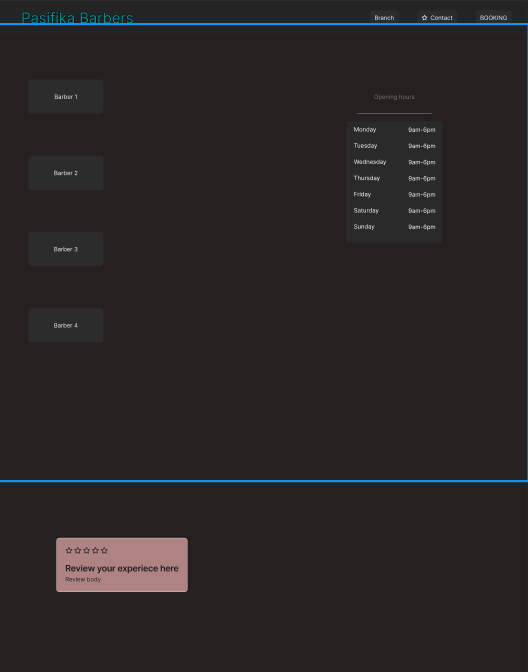 Pasifika Barbers
Branch
Contact
BOOKING
Barber 1
Barber 2
Barber 3
Barber 4
Opening hours
Monday 9am-6pm
Tuesday 9am-6pm
Wednesday 9am-6pm
Thursday 9am-6pm
Friday 9am-6pm
Saturday 9am-6pm
Sunday 9am-6pm
Review your experiece here
Review body